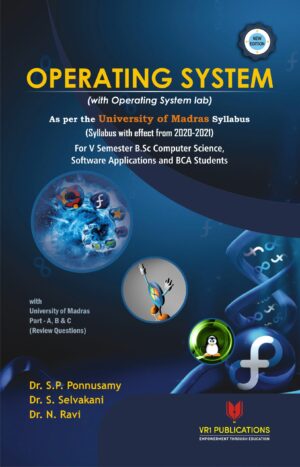 NEW
EDITION
OPERATING SYSTEM
(with Operating System lab)
As per the University of Madras Syllabus
(Syllabus with effect from 2020-2021)
For V Semester B.Sc Computer Science,
Software Applications and BCA Students
with
University of Madras
Part - A, B & C
(Review Questions)
Dr. S.P. Ponnusamy
Dr. S. Selvakani
Dr. N. Ravi
VR1 PUBLICATIONS
EMPOWERMENT THROUGH EDUCATION